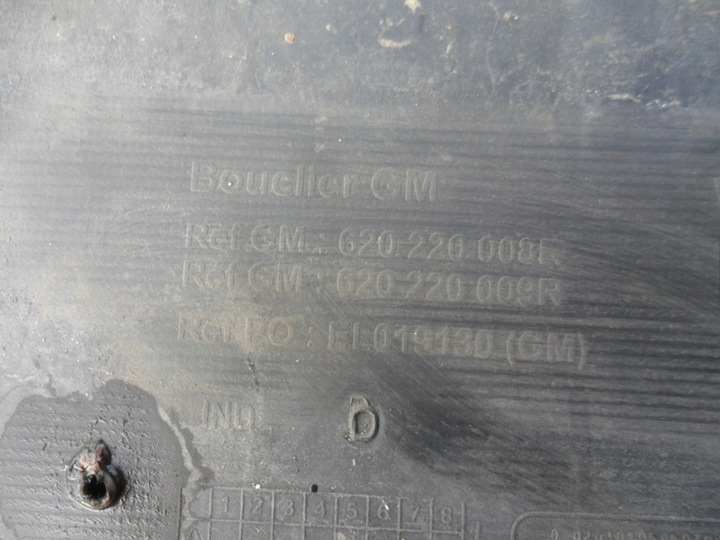 Bouclier GM
Ref GM : 620 220 008R
Ref GM : 620 220 009R
Ref PO : EL019130 (GM)
IND D
1 2 3 4 5 6 7 8
A